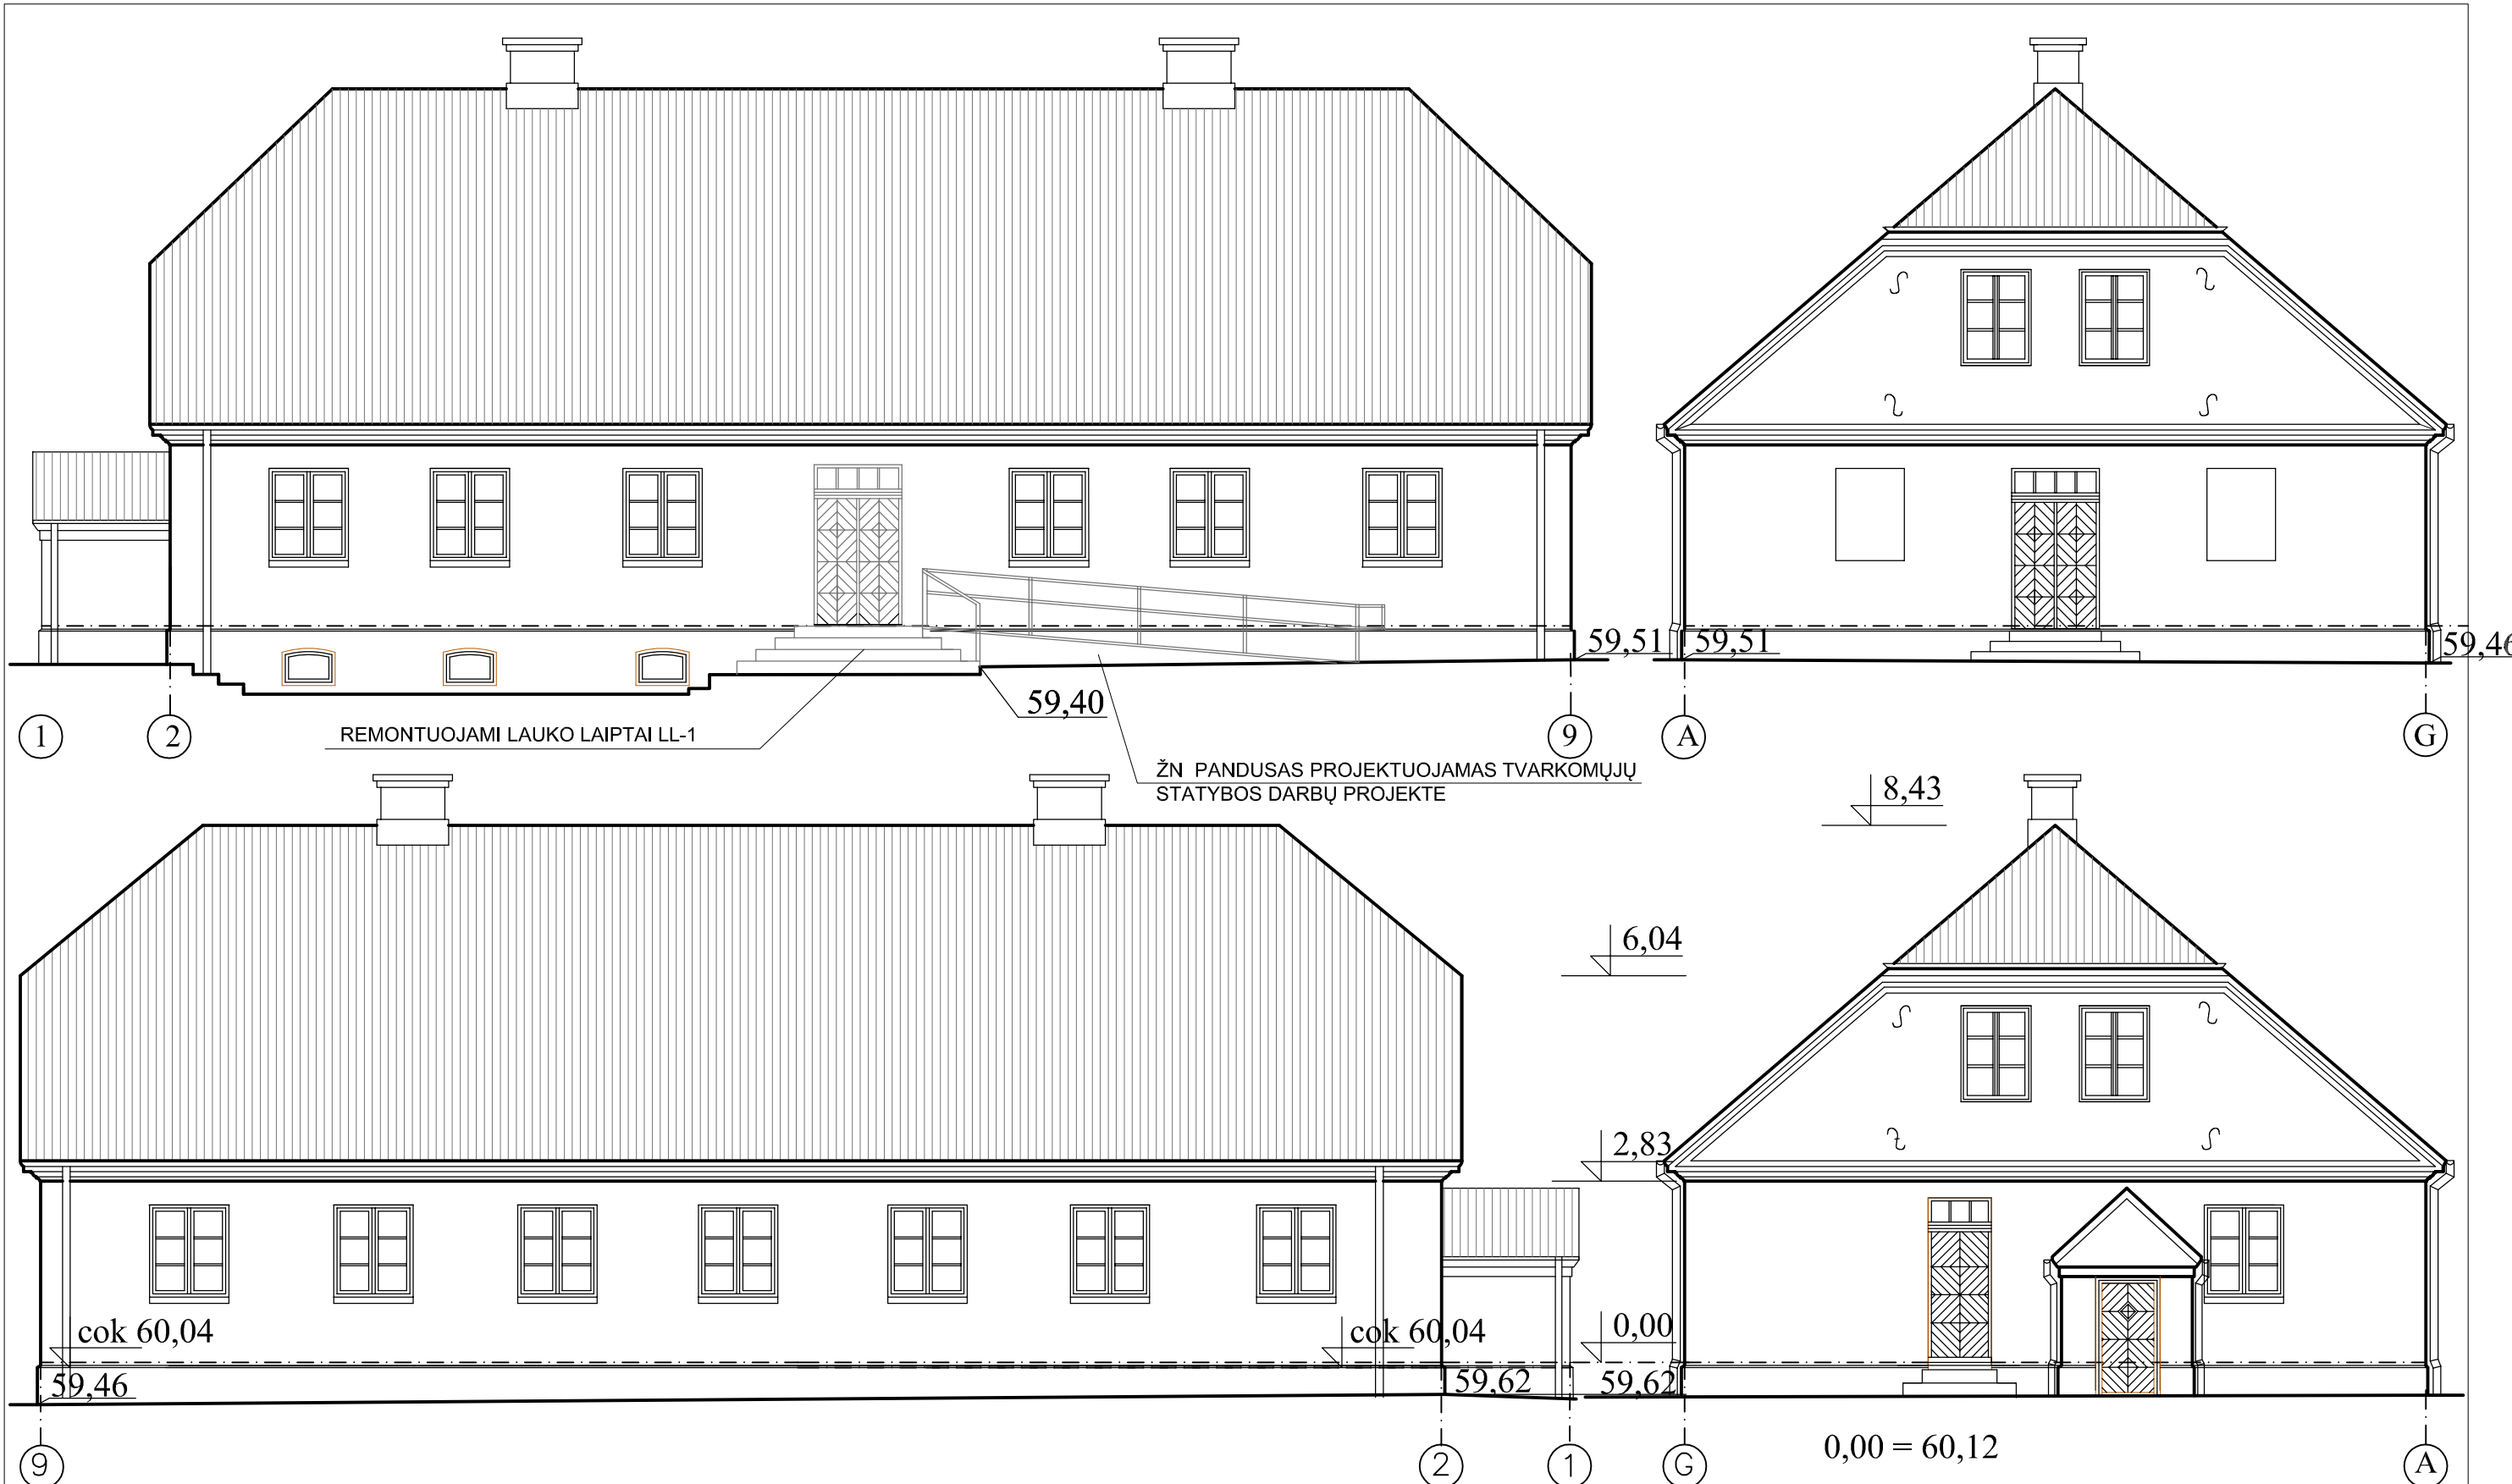 59,51
59,51
59,46
59,40
1
2
REMONTUOJAMI LAUKO LAIPTAI LL-1
9
A
G
ŽN PANDUSAS PROJEKTUOJAMAS TVARKOMŲJŲ
STATYBOS DARBŲ PROJEKTE
8,43
6,04
2,83
cok 60,04
cok 60,04
0,00
59,46
59,62
59,62
0,00 = 60,12
9
2
1
G
A